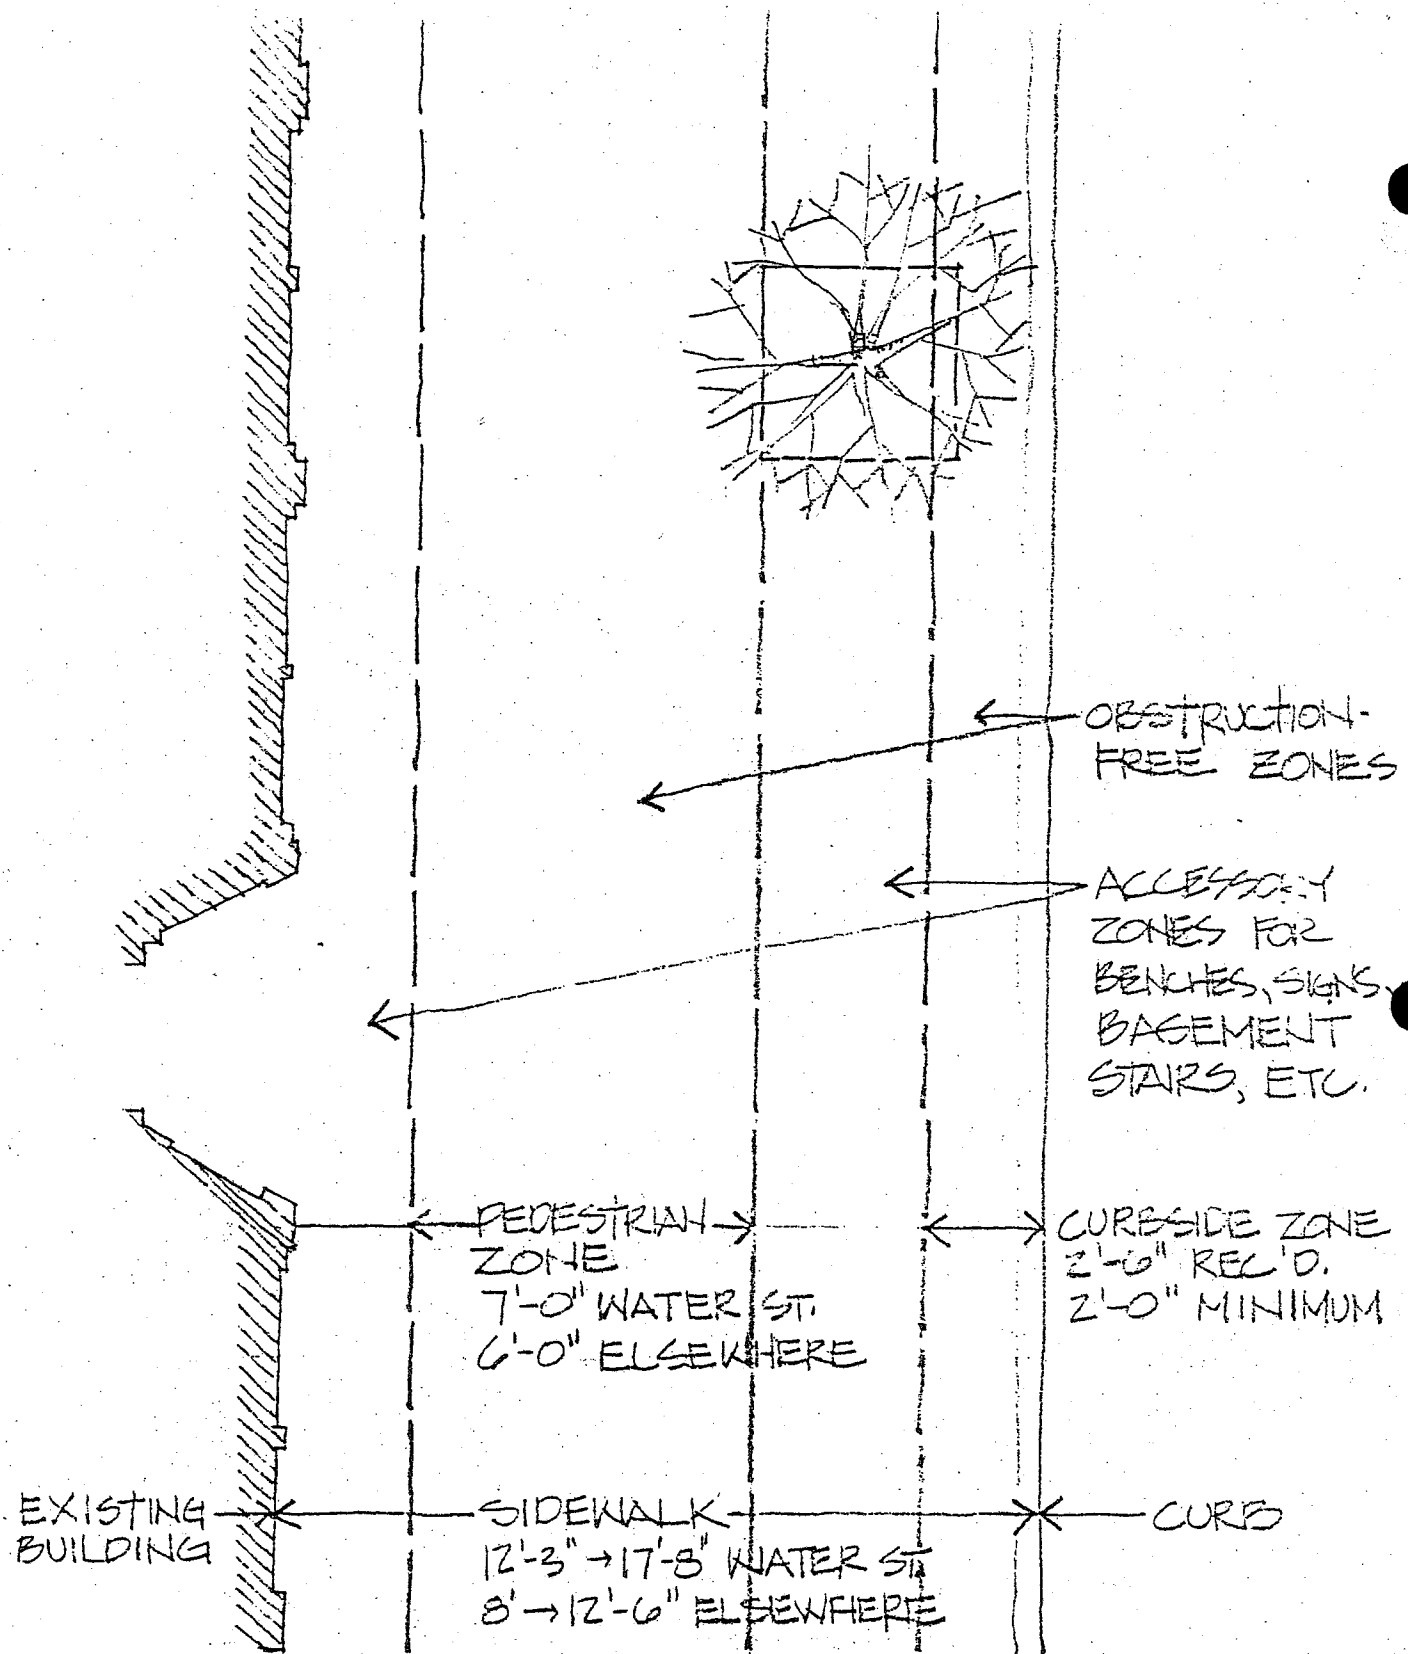 OBSTRUCTION-
FREE ZONES
ACCESSORY
ZONES FOR
BENCHES, SIGNS,
BASEMENT
STAIRS, ETC.
PEDESTRIAN
ZONE
7'-0" WATER ST.
6'-0" ELSEWHERE
CURBSIDE ZONE
2'-6" REC'D.
2'-0" MINIMUM
EXISTING
BUILDING
SIDEWALK
12'-3" → 17'-8" WATER ST.
8' → 12'-6" ELSEWHERE
CURB